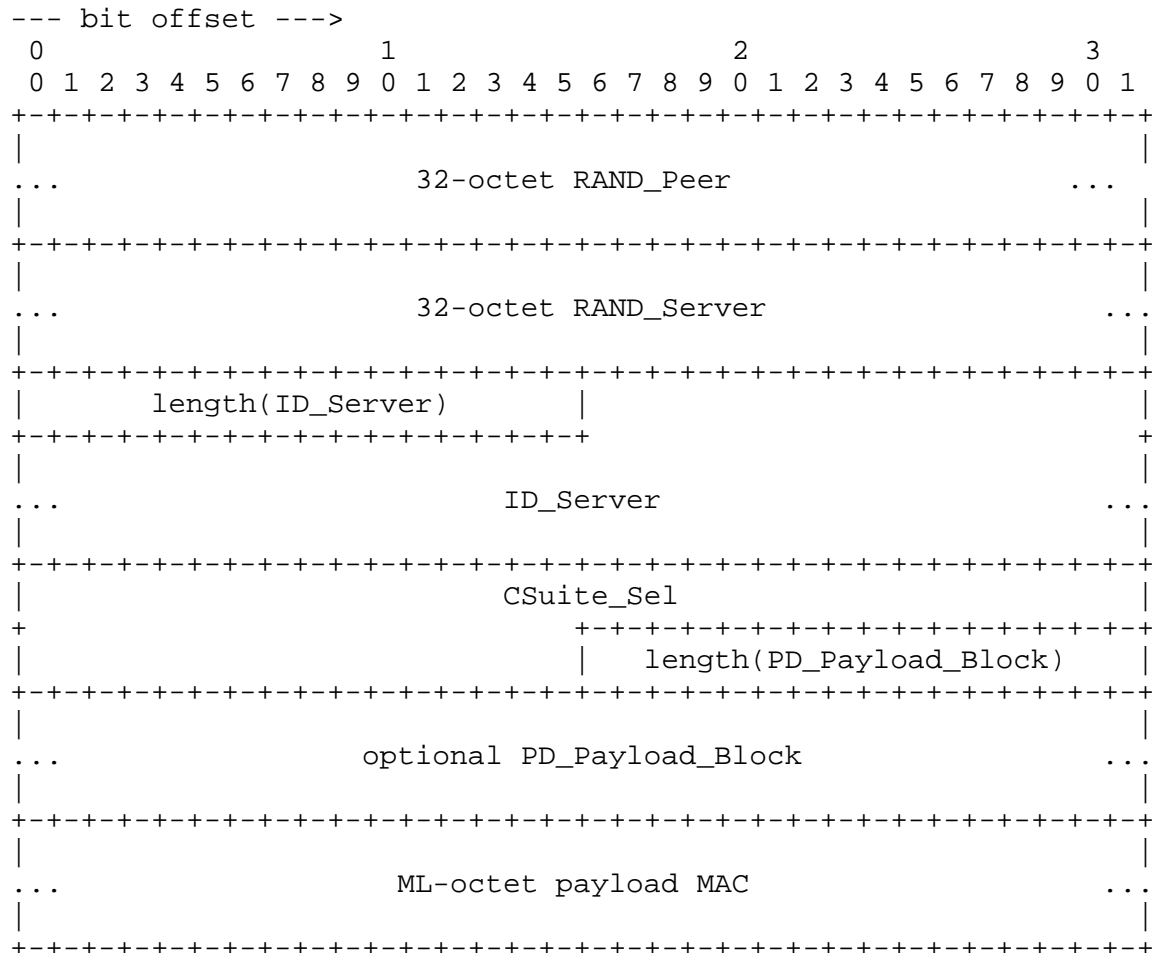 --- bit offset --->
 0                   1                   2                   3
 0 1 2 3 4 5 6 7 8 9 0 1 2 3 4 5 6 7 8 9 0 1 2 3 4 5 6 7 8 9 0 1
+-+-+-+-+-+-+-+-+-+-+-+-+-+-+-+-+-+-+-+-+-+-+-+-+-+-+-+-+-+-+-+-+
|                                                               |
...                    32-octet RAND_Peer                   ...
|                                                               |
+-+-+-+-+-+-+-+-+-+-+-+-+-+-+-+-+-+-+-+-+-+-+-+-+-+-+-+-+-+-+-+-+
|                                                               |
...                    32-octet RAND_Server                   ...
|                                                               |
+-+-+-+-+-+-+-+-+-+-+-+-+-+-+-+-+-+-+-+-+-+-+-+-+-+-+-+-+-+-+-+-+
|       length(ID_Server)       |                               |
+-+-+-+-+-+-+-+-+-+-+-+-+-+-+-+-+                               +
|                                                               |
...                         ID_Server                         ...
|                                                               |
+-+-+-+-+-+-+-+-+-+-+-+-+-+-+-+-+-+-+-+-+-+-+-+-+-+-+-+-+-+-+-+-+
|                           CSuite_Sel                          |
+                               +-+-+-+-+-+-+-+-+-+-+-+-+-+-+-+-+
|                               |   length(PD_Payload_Block)    |
+-+-+-+-+-+-+-+-+-+-+-+-+-+-+-+-+-+-+-+-+-+-+-+-+-+-+-+-+-+-+-+-+
|                                                               |
...                 optional PD_Payload_Block                 ...
|                                                               |
+-+-+-+-+-+-+-+-+-+-+-+-+-+-+-+-+-+-+-+-+-+-+-+-+-+-+-+-+-+-+-+-+
|                                                               |
...                   ML-octet payload MAC                    ...
|                                                               |
+-+-+-+-+-+-+-+-+-+-+-+-+-+-+-+-+-+-+-+-+-+-+-+-+-+-+-+-+-+-+-+-+